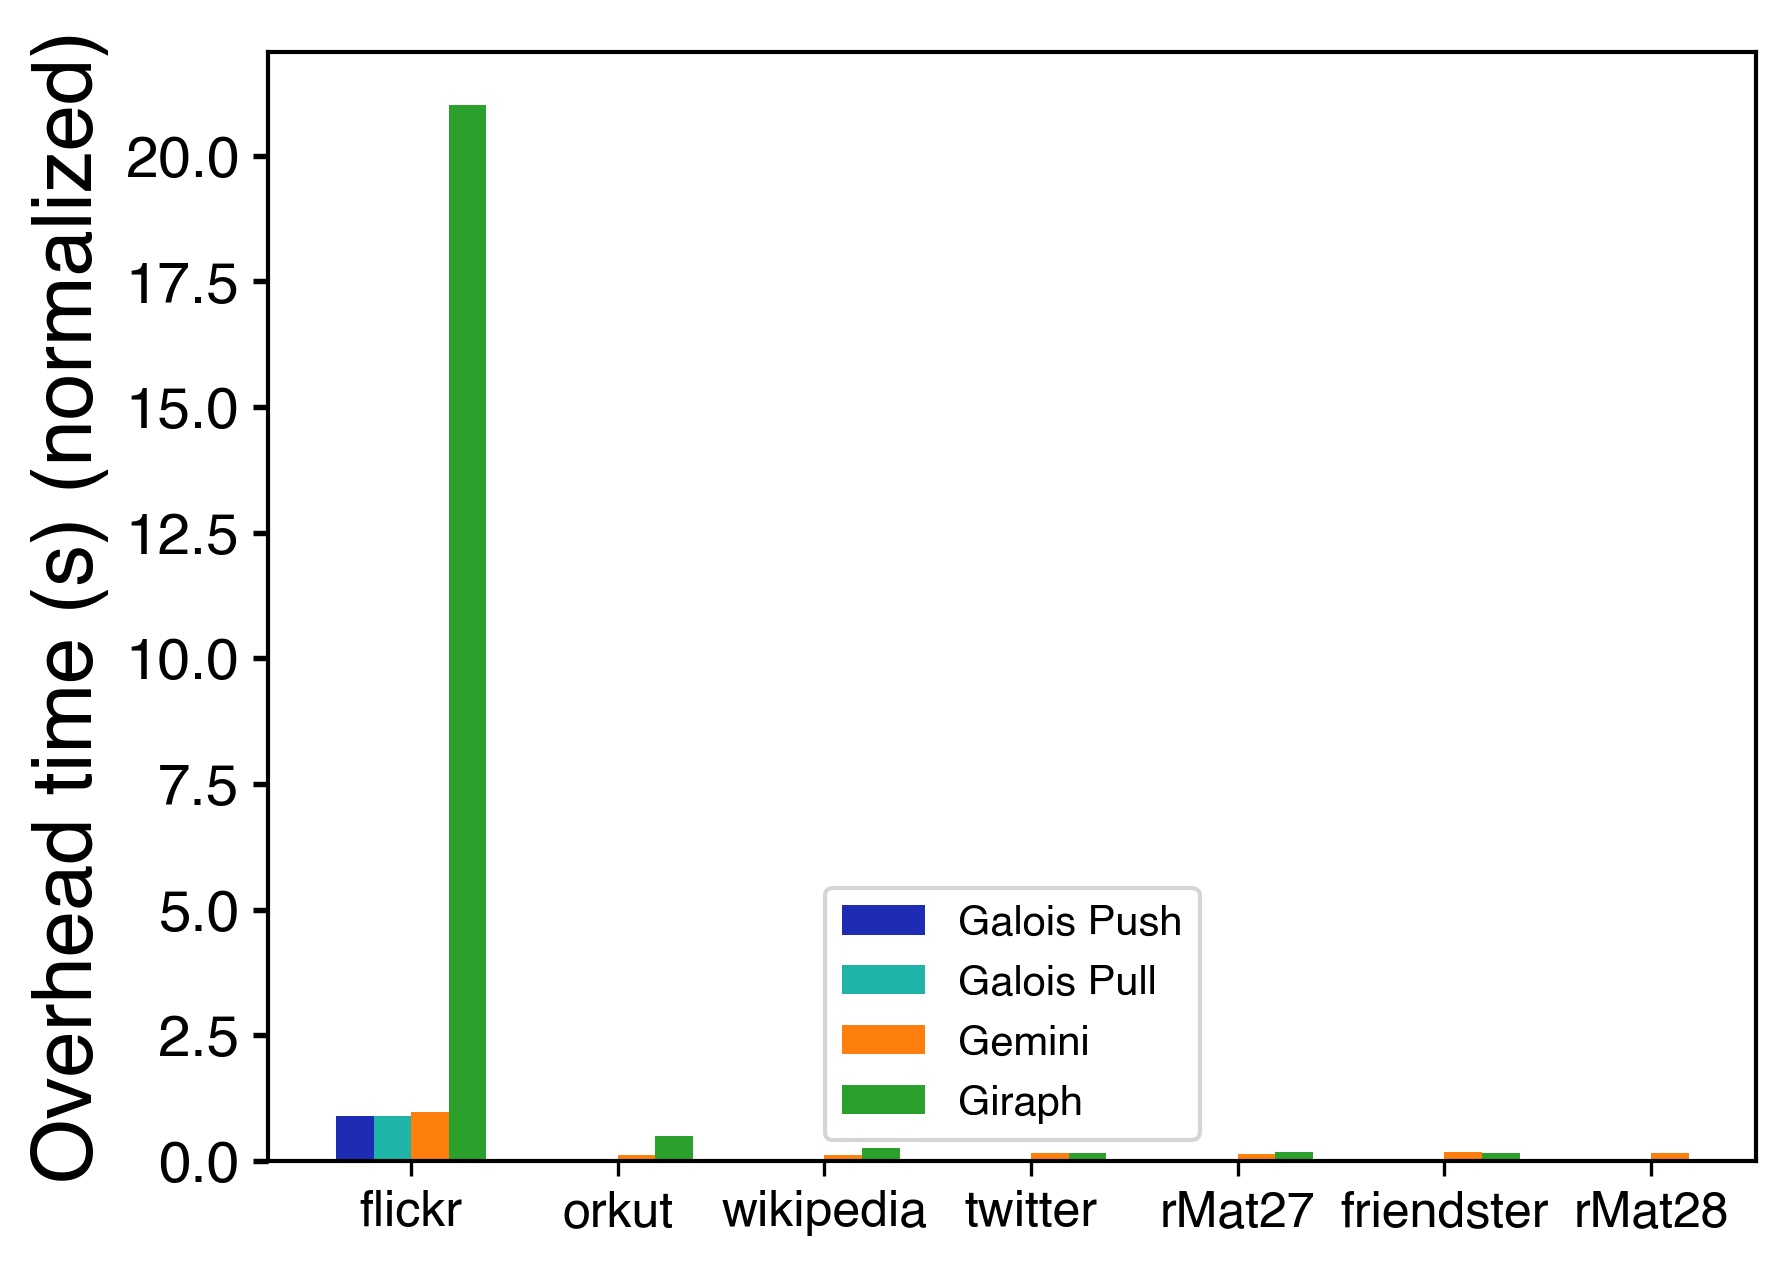 Overhead time (s) (normalized)
20.0
17.5
15.0
12.5
10.0
7.5
5.0
2.5
0.0
Galois Push
Galois Pull
Gemini
Giraph
flickr orkut wikipedia twitter rMat27 friendster rMat28